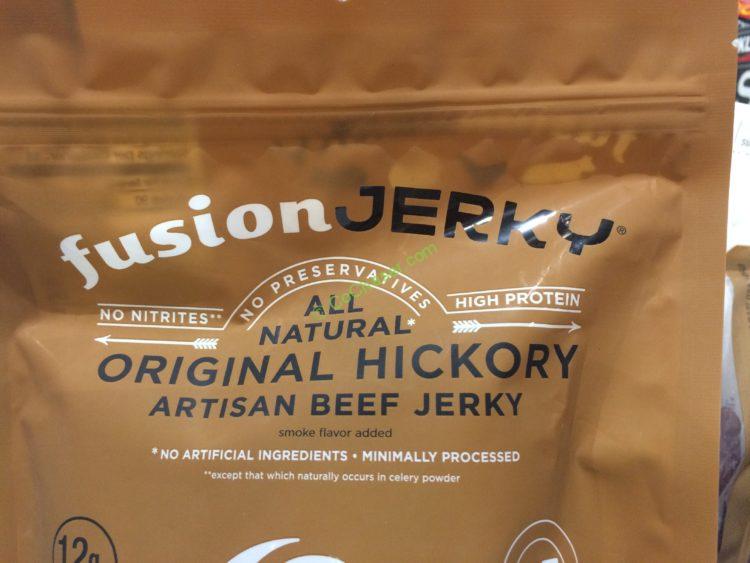 fusionJERKY®
NO PRESERVATIVES
NO NITRITES**
HIGH PROTEIN
ALL
NATURAL*
ORIGINAL HICKORY
ARTISAN BEEF JERKY
smoke flavor added
*NO ARTIFICIAL INGREDIENTS • MINIMALLY PROCESSED
**except that which naturally occurs in celery powder
12g